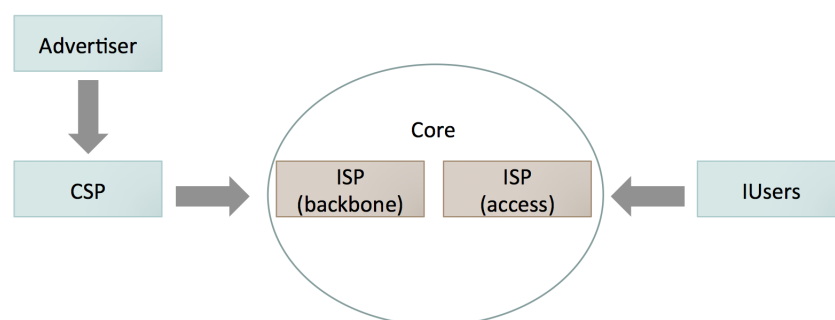 Advertiser
Core
CSP
ISP
(backbone)
ISP
(access)
IUsers